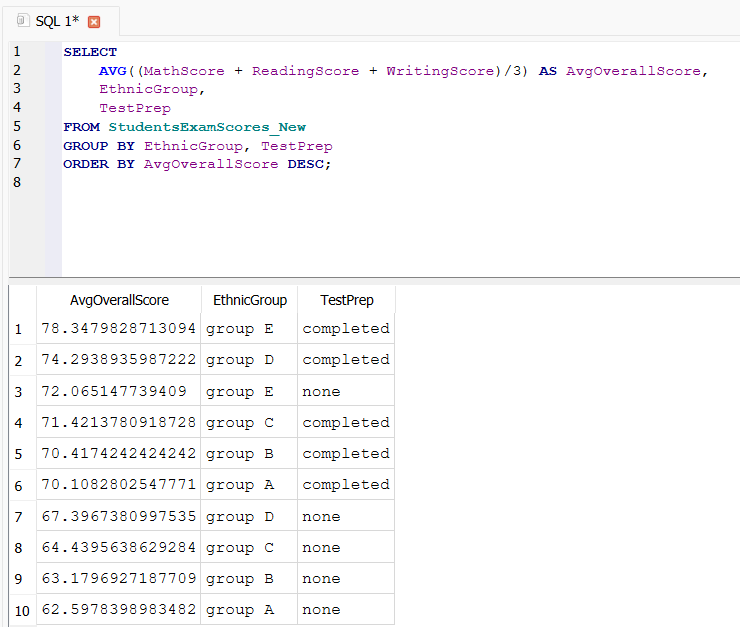 SQL 1*
1 SELECT
2 AVG((MathScore + ReadingScore + WritingScore)/3) AS AvgOverallScore,
3 EthnicGroup,
4 TestPrep
5 FROM StudentsExamScores_New
6 GROUP BY EthnicGroup, TestPrep
7 ORDER BY AvgOverallScore DESC;
8
AvgOverallScore EthnicGroup TestPrep
1 78.3479828713094 group E completed
2 74.2938935987222 group D completed
3 72.065147739409 group E none
4 71.4213780918728 group C completed
5 70.4174242424242 group B completed
6 70.1082802547771 group A completed
7 67.3967380997535 group D none
8 64.4395638629284 group C none
9 63.1796927187709 group B none
10 62.5978398983482 group A none